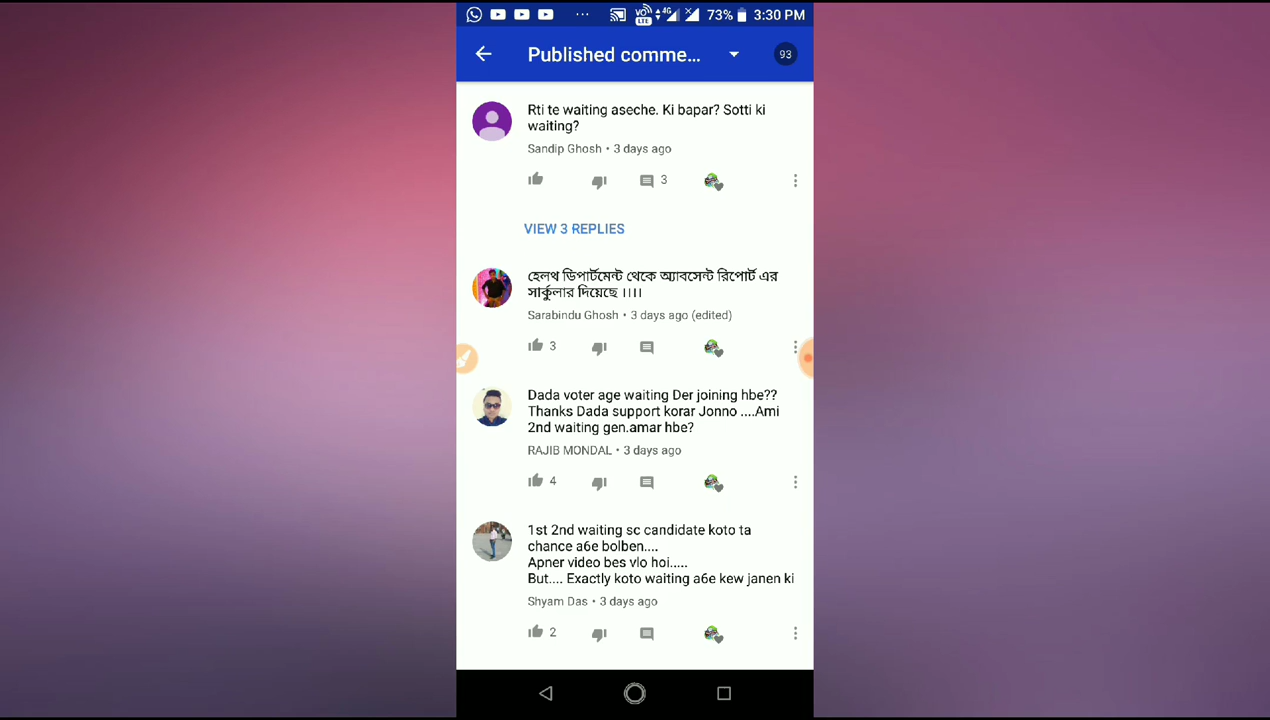 73% 3:30 PM
Published comme... 93
Rti te waiting aseche. Ki bapar? Sotti ki
waiting?
Sandip Ghosh • 3 days ago
3
VIEW 3 REPLIES
হেলথ ডিপার্টমেন্ট থেকে অ্যাবসেন্ট রিপোর্ট এর
সার্কুলার দিয়েছে ।।।।
Sarabindu Ghosh • 3 days ago (edited)
3
Dada voter age waiting Der joining hbe??
Thanks Dada support korar Jonno ....Ami
2nd waiting gen.amar hbe?
RAJIB MONDAL • 3 days ago
4
1st 2nd waiting sc candidate koto ta
chance a6e bolben....
Apner video bes vlo hoi.....
But.... Exactly koto waiting a6e kew janen ki
Shyam Das • 3 days ago
2